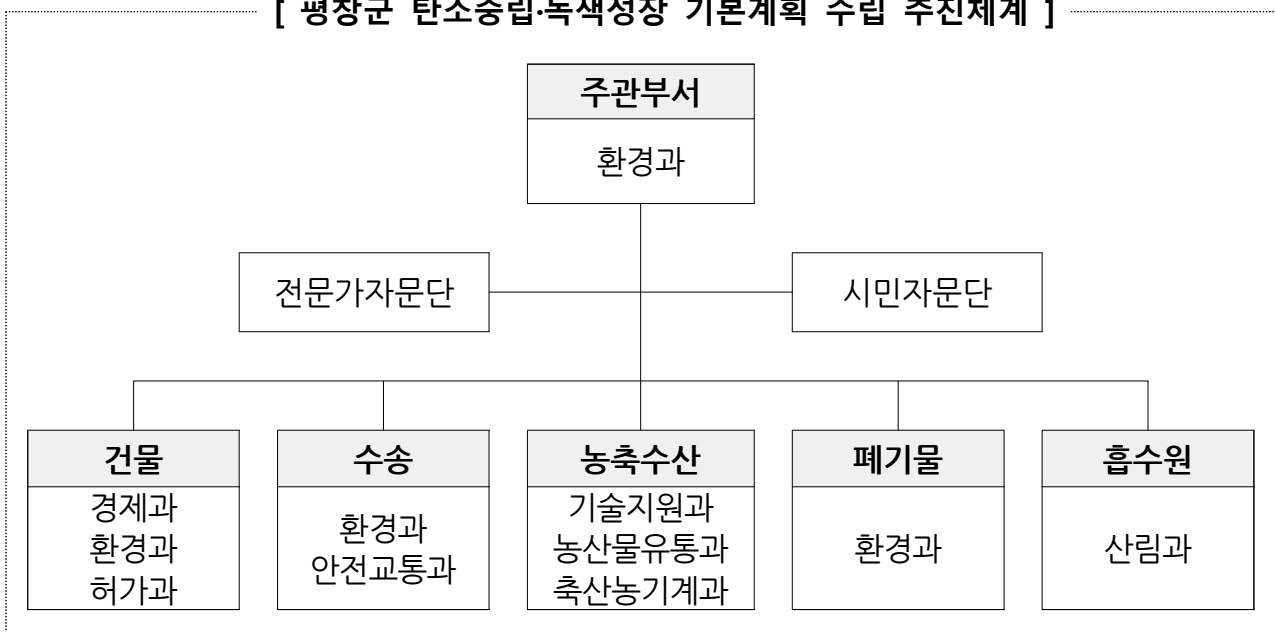 [ 평창군 탄소중립·녹색성장 기본계획 수립 추진체계 ]
주관부서
환경과
전문가자문단
시민자문단
건물
경제과
환경과
허가과
수송
환경과
안전교통과
농축수산
기술지원과
농산물유통과
축산농기계과
폐기물
환경과
흡수원
산림과